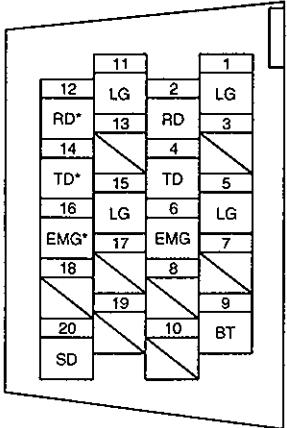 11 1
12 LG 2 LG
RD* 13 RD 3
14 4
TD* 15 TD 5
16 LG 6 LG
EMG* 17 EMG 7
18 8
19 9
20 10 BT
SD